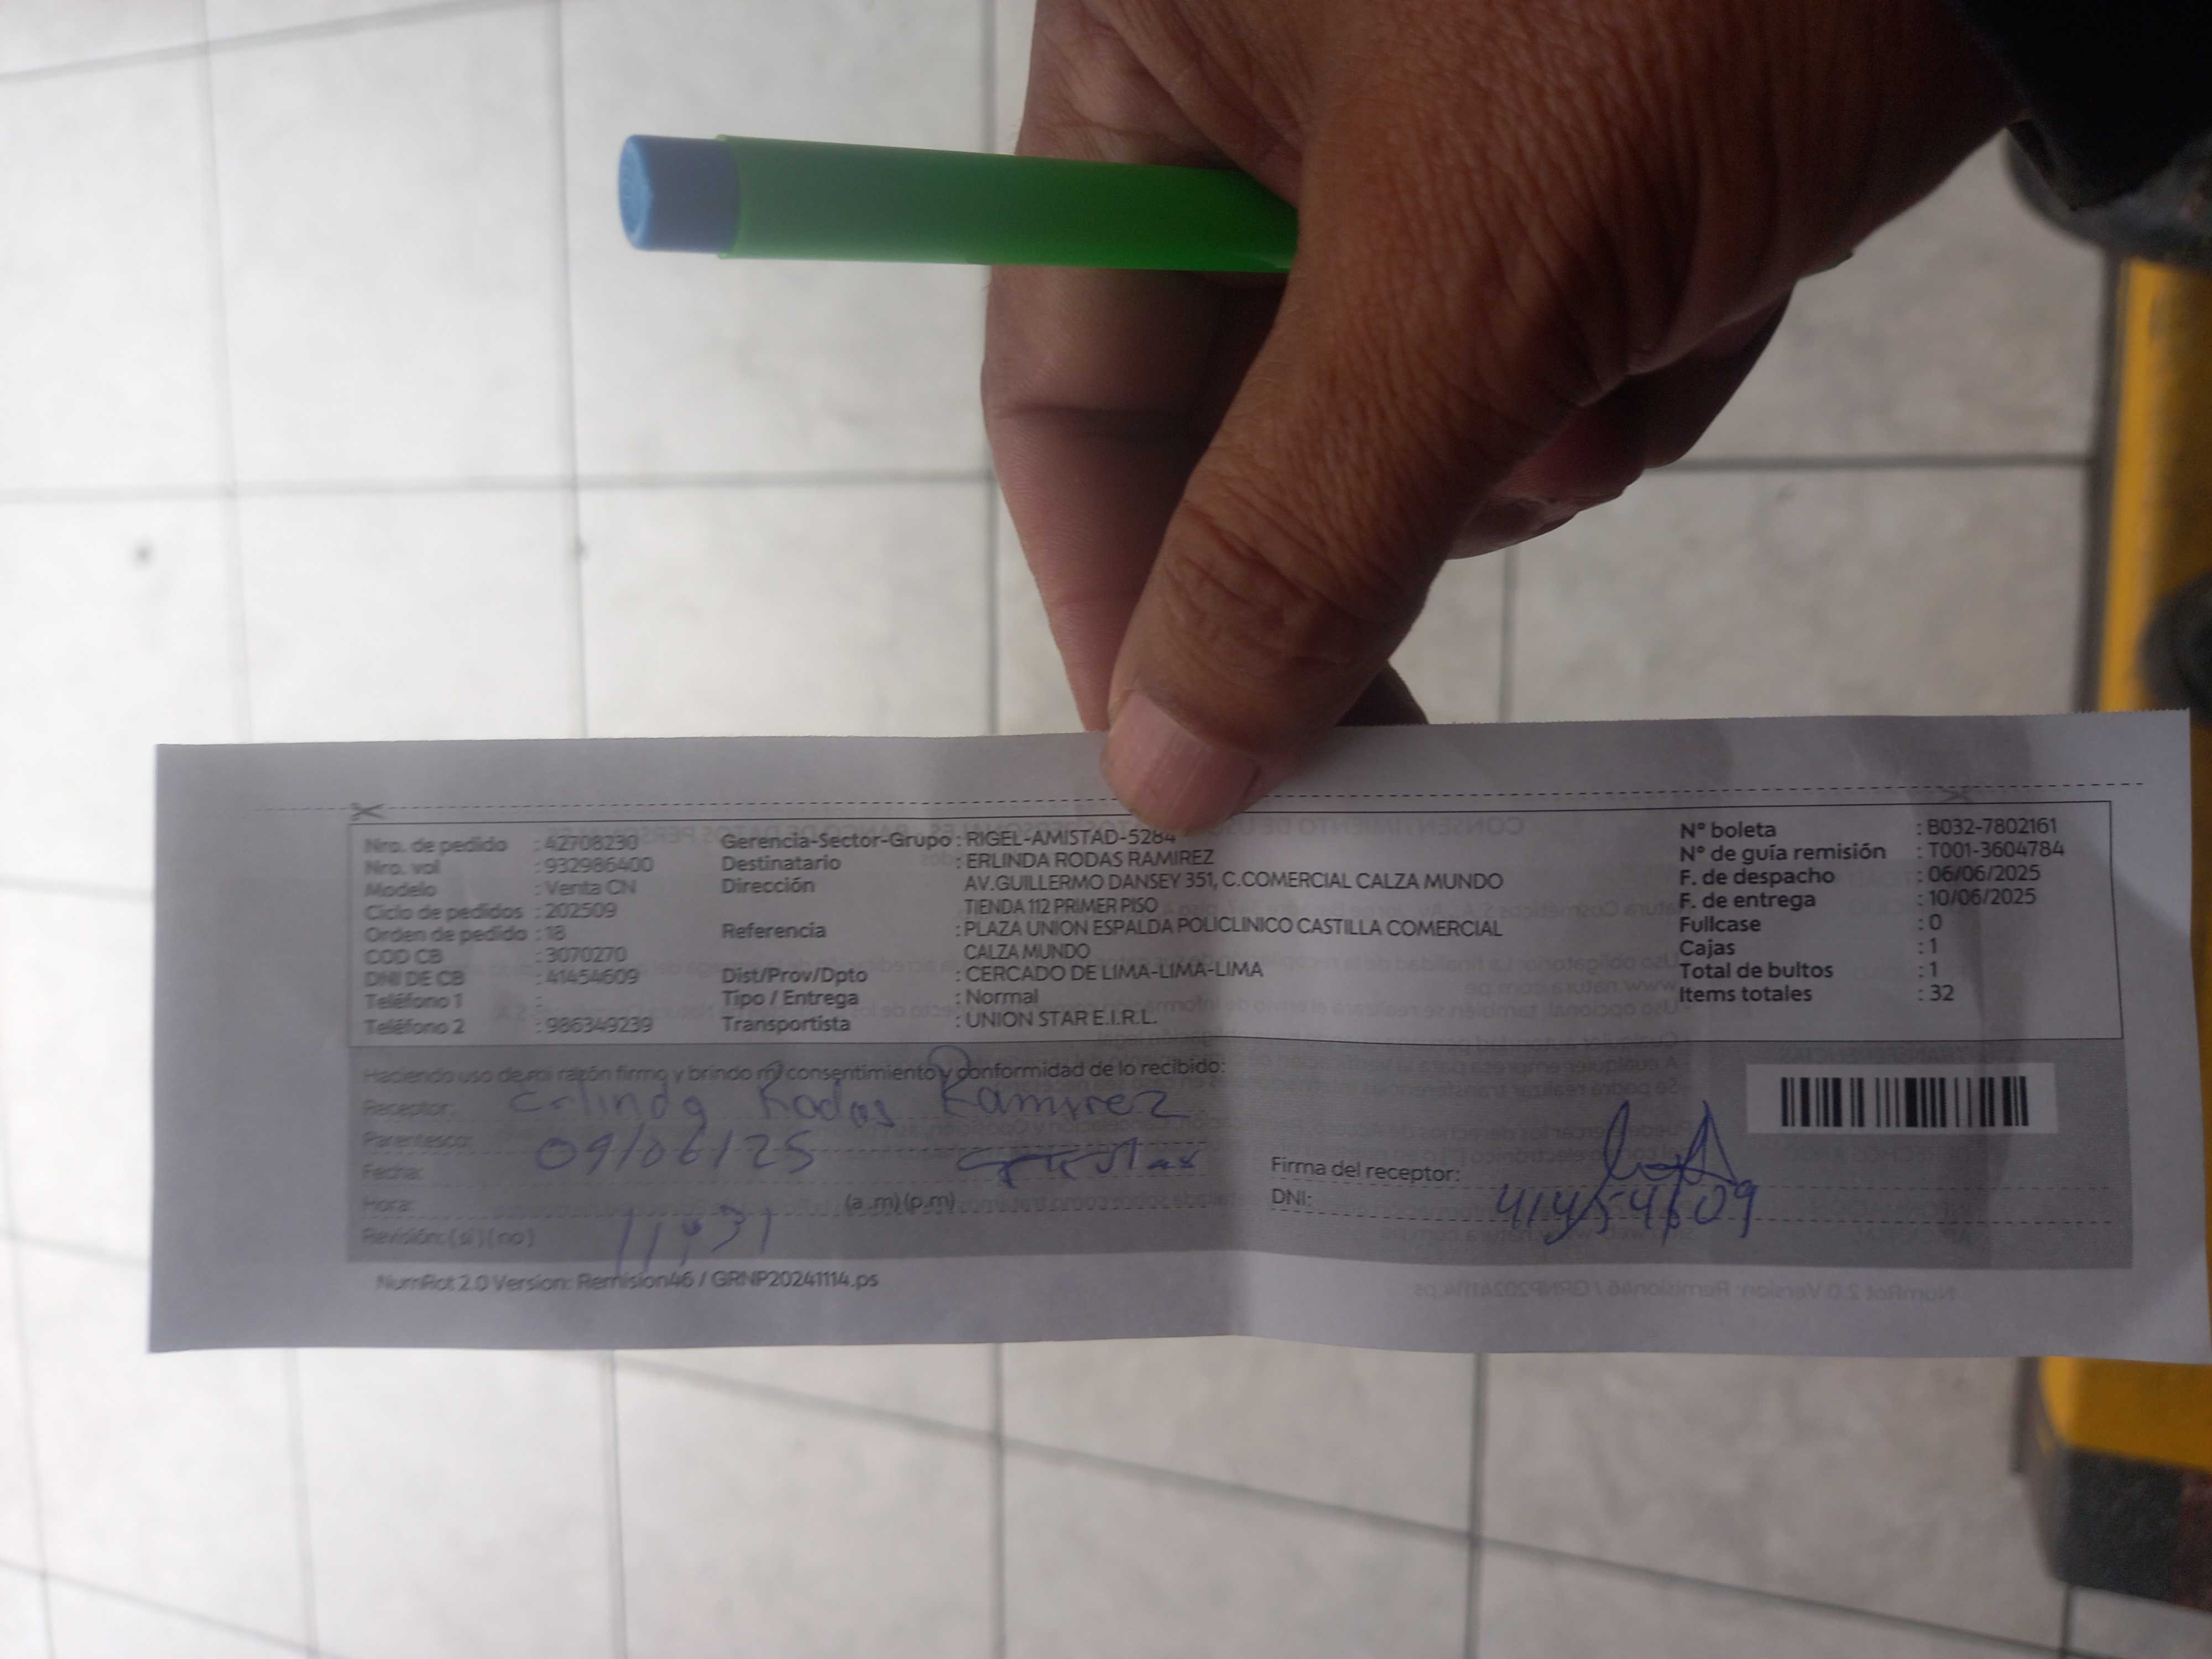 Nro. de pedido : 42708230
Nro. vol : 932986400
Modelo : Venta CN
Ciclo de pedidos : 202509
Orden de pedido : 18
COD CB : 3070270
DNI DE CB : 41454609
Teléfono 1 :
Teléfono 2 : 986349239
Gerencia-Sector-Grupo : RIGEL-AMISTAD-5284
Destinatario : ERLINDA RODAS RAMIREZ
Dirección AV.GUILLERMO DANSEY 351, C.COMERCIAL CALZA MUNDO
TIENDA 112 PRIMER PISO
Referencia : PLAZA UNION ESPALDA POLICLINICO CASTILLA COMERCIAL
CALZA MUNDO
Dist/Prov/Dpto : CERCADO DE LIMA-LIMA-LIMA
Tipo / Entrega : Normal
Transportista : UNION STAR E.I.R.L.
N° boleta : B032-7802161
N° de guía remisión : T001-3604784
F. de despacho : 06/06/2025
F. de entrega : 10/06/2025
Fullcase : 0
Cajas : 1
Total de bultos : 1
Items totales : 32
Haciendo uso de mi razón firmo y brindo mi consentimiento y conformidad de lo recibido:
Receptor: Erlinda Rodas Ramirez
Parentesco:
Fecha: 09/06/25
Hora: (a.m) (p.m)
Revisión: (si) (no)
Firma del receptor:
DNI: 41454609
NumRot 2.0 Version: Remision46 / GRNP20241114.ps